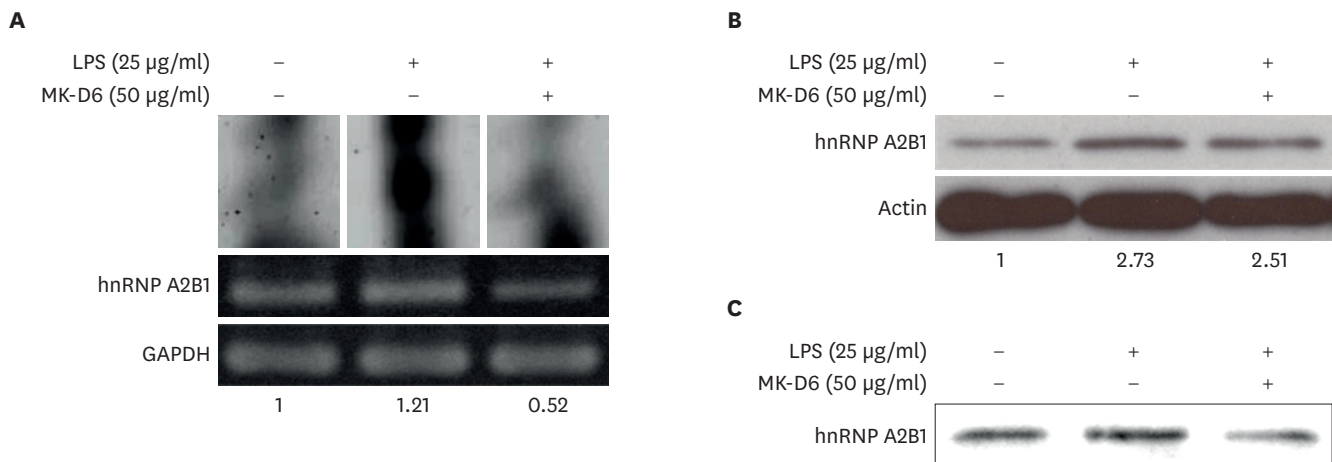 A
LPS (25 µg/ml) – + +
MK-D6 (50 µg/ml) – – +
hnRNP A2B1
GAPDH
1 1.21 0.52
B
LPS (25 µg/ml) – + +
MK-D6 (50 µg/ml) – – +
hnRNP A2B1
Actin
1 2.73 2.51
C
LPS (25 µg/ml) – + +
MK-D6 (50 µg/ml) – – +
hnRNP A2B1